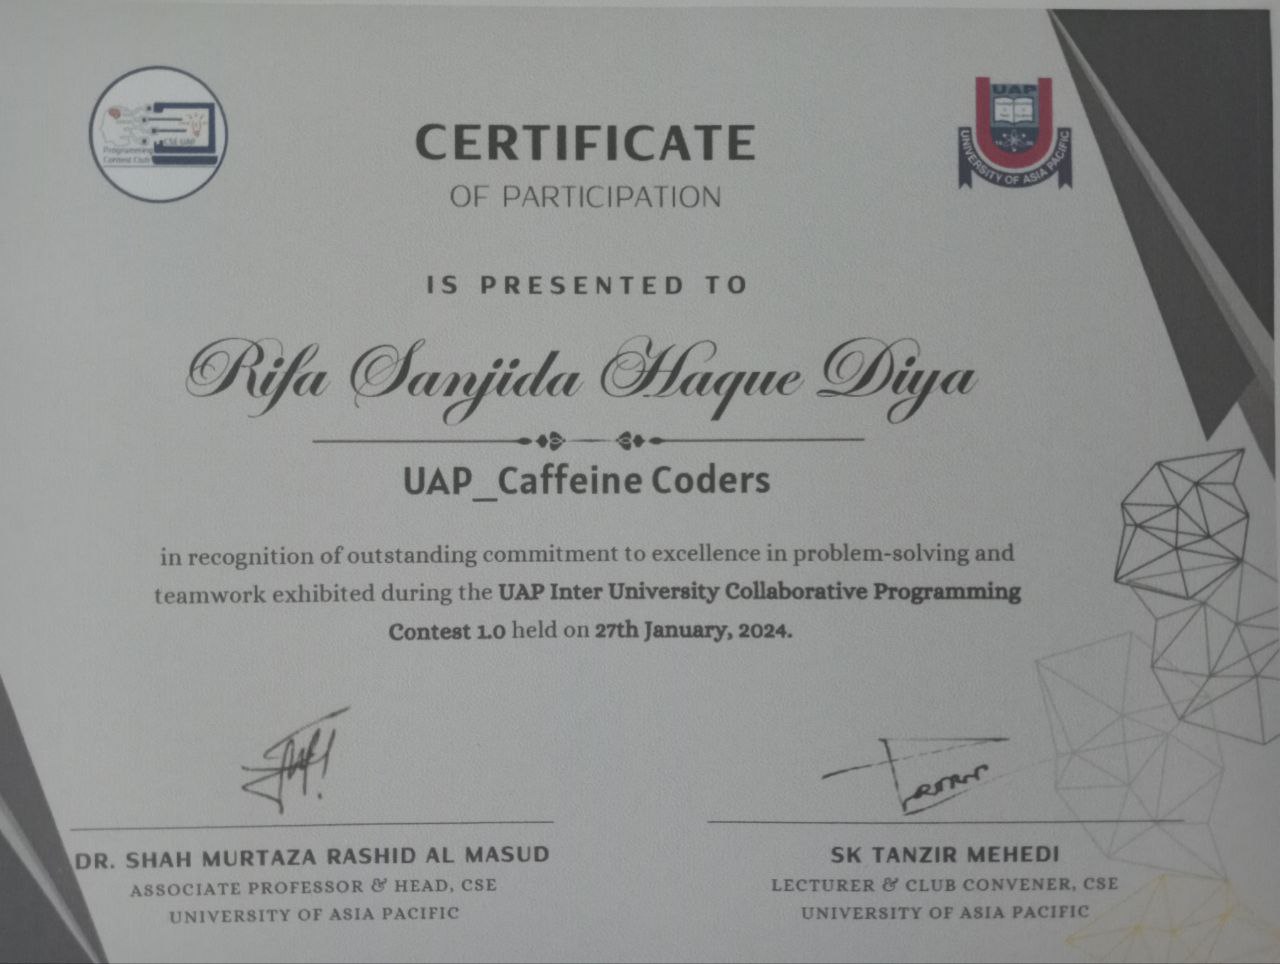 CSE UAP
Programming
Contest Club
UAP
UNIVERSITY OF ASIA PACIFIC
CERTIFICATE
OF PARTICIPATION
IS PRESENTED TO
Rifa Sanjida Haque Diya
UAP_Caffeine Coders
in recognition of outstanding commitment to excellence in problem-solving and
teamwork exhibited during the UAP Inter University Collaborative Programming
Contest 1.0 held on 27th January, 2024.
DR. SHAH MURTAZA RASHID AL MASUD
ASSOCIATE PROFESSOR & HEAD, CSE
UNIVERSITY OF ASIA PACIFIC
SK TANZIR MEHEDI
LECTURER & CLUB CONVENER, CSE
UNIVERSITY OF ASIA PACIFIC